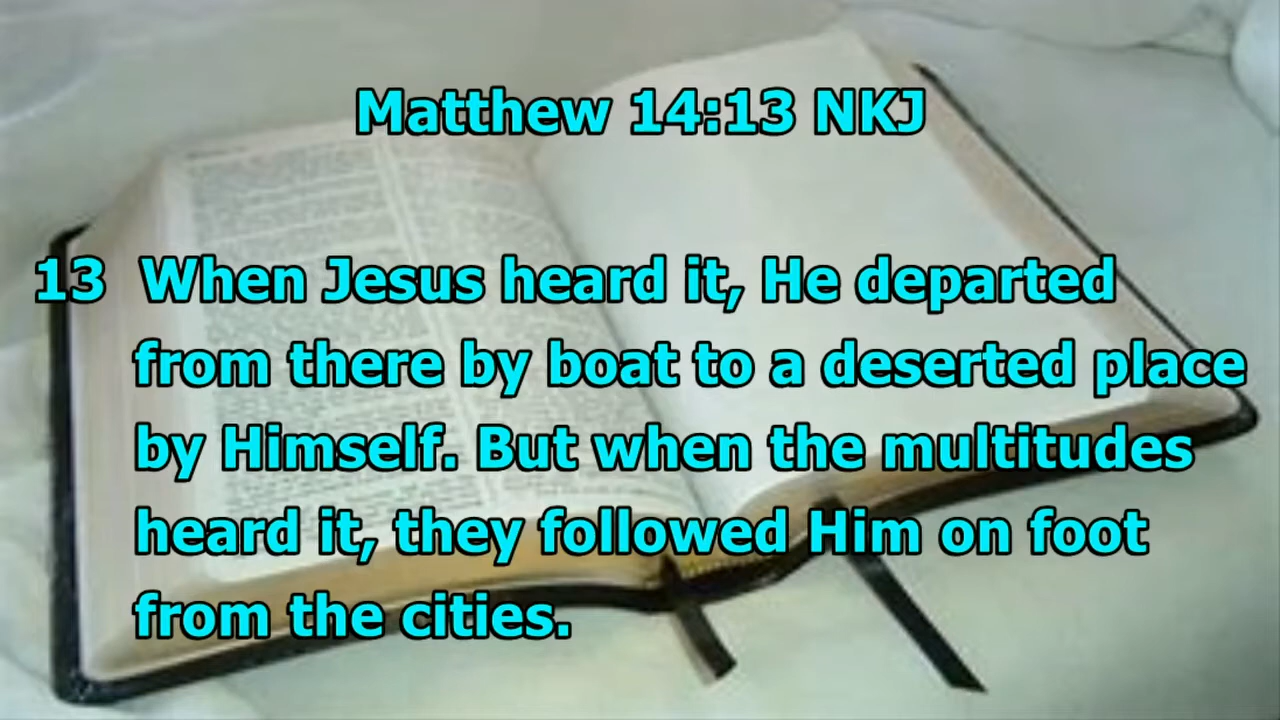 Matthew 14:13 NKJ
13 When Jesus heard it, He departed
from there by boat to a deserted place
by Himself. But when the multitudes
heard it, they followed Him on foot
from the cities.